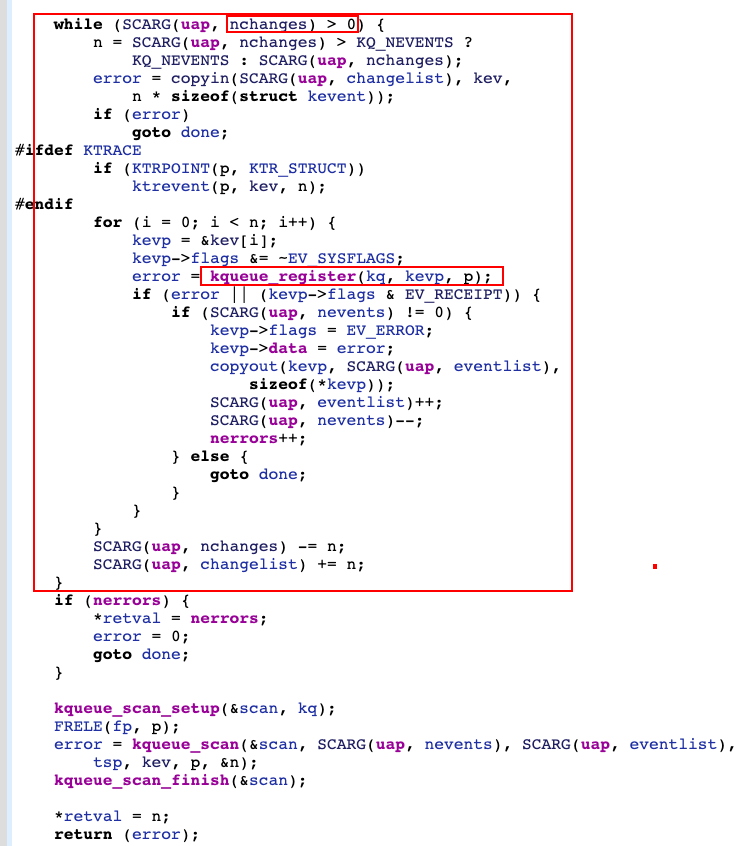 while (SCARG(uap, nchanges) > 0) {
n = SCARG(uap, nchanges) > KQ_NEVENTS ?
KQ_NEVENTS : SCARG(uap, nchanges);
error = copyin(SCARG(uap, changelist), kev,
n * sizeof(struct kevent));
if (error)
goto done;
#ifdef KTRACE
if (KTRPOINT(p, KTR_STRUCT))
ktrevent(p, kev, n);
#endif
for (i = 0; i < n; i++) {
kevp = &kev[i];
kevp->flags &= ~EV_SYSFLAGS;
error = kqueue_register(kq, kevp, p);
if (error || (kevp->flags & EV_RECEIPT)) {
if (SCARG(uap, nevents) != 0) {
kevp->flags = EV_ERROR;
kevp->data = error;
copyout(kevp, SCARG(uap, eventlist),
sizeof(*kevp));
SCARG(uap, eventlist)++;
SCARG(uap, nevents)--;
nerrors++;
} else {
goto done;
}
}
}
SCARG(uap, nchanges) -= n;
SCARG(uap, changelist) += n;
}
if (nerrors) {
*retval = nerrors;
error = 0;
goto done;
}
kqueue_scan_setup(&scan, kq);
FRELE(fp, p);
error = kqueue_scan(&scan, SCARG(uap, nevents), SCARG(uap, eventlist),
tsp, kev, p, &n);
kqueue_scan_finish(&scan);
*retval = n;
return (error);